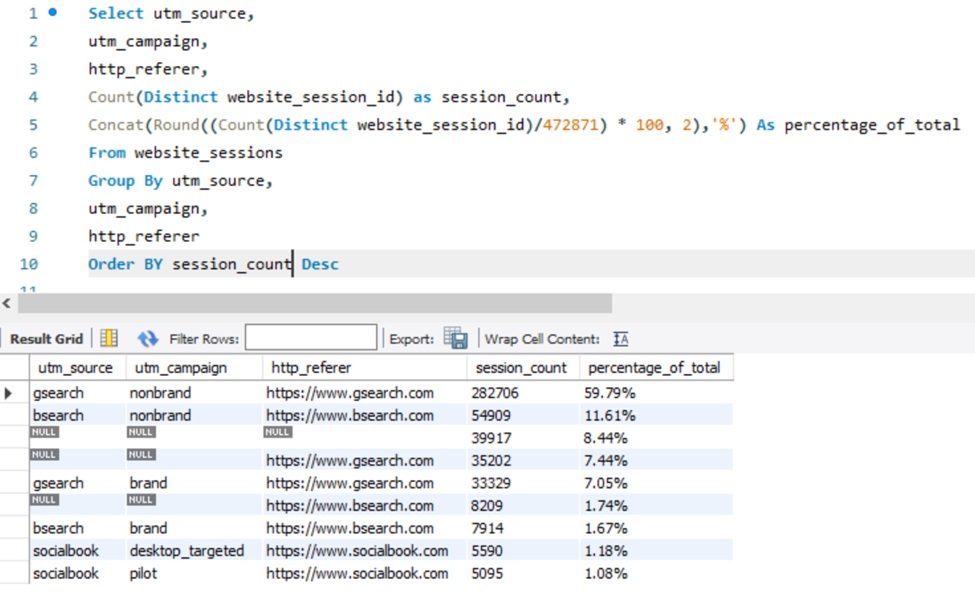 1 Select utm_source,
2 utm_campaign,
3 http_referer,
4 Count(Distinct website_session_id) as session_count,
5 Concat(Round((Count(Distinct website_session_id)/472871) * 100, 2),'%') As percentage_of_total
6 From website_sessions
7 Group By utm_source,
8 utm_campaign,
9 http_referer
10 Order BY session_count Desc
11
Result Grid Filter Rows: Export: Wrap Cell Content: IA
utm_source utm_campaign http_referer session_count percentage_of_total
gsearch nonbrand https://www.gsearch.com 282706 59.79%
bsearch nonbrand https://www.bsearch.com 54909 11.61%
NULL NULL NULL 39917 8.44%
NULL NULL https://www.gsearch.com 35202 7.44%
gsearch brand https://www.gsearch.com 33329 7.05%
NULL NULL https://www.bsearch.com 8209 1.74%
bsearch brand https://www.bsearch.com 7914 1.67%
socialbook desktop_targeted https://www.socialbook.com 5590 1.18%
socialbook pilot https://www.socialbook.com 5095 1.08%